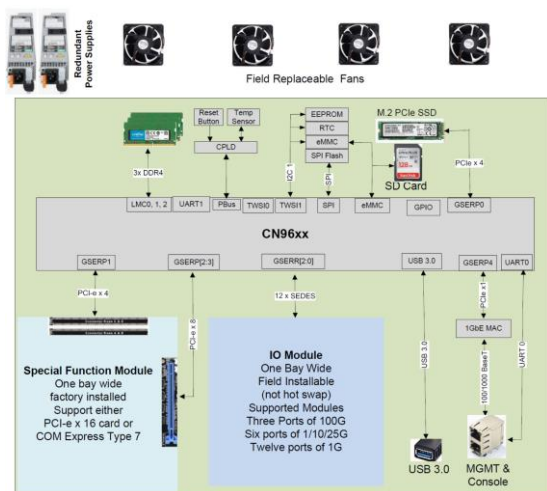 Redundant
Power Supplies
Field Replaceable Fans
Reset
Button
Temp
Sensor
CPLD
EEPROM
RTC
eMMC
SPI Flash
M.2 PCIe SSD
SD Card
3x DDR4
I2C 1
SPI
PCIe x 4
LMC0, 1, 2
UART1
PBus
TWSI0
TWSI1
SPI
eMMC
GPIO
GSERP0
CN96xx
GSERP1
GSERP[2:3]
GSERR[2:0]
USB 3.0
GSERP4
UART0
PCI-e x 4
PCI-e x 8
12 x SEDES
USB 3.0
PCIe x1
UART 0
1GbE MAC
100/1000 BaseT
Special Function Module
One bay wide
factory installed
Support either
PCI-e x 16 card or
COM Express Type 7
IO Module
One Bay Wide
Field Installable
(not hot swap)
Supported Modules
Three Ports of 100G
Six ports of 1/10/25G
Twelve ports of 1G
USB 3.0
MGMT &
Console